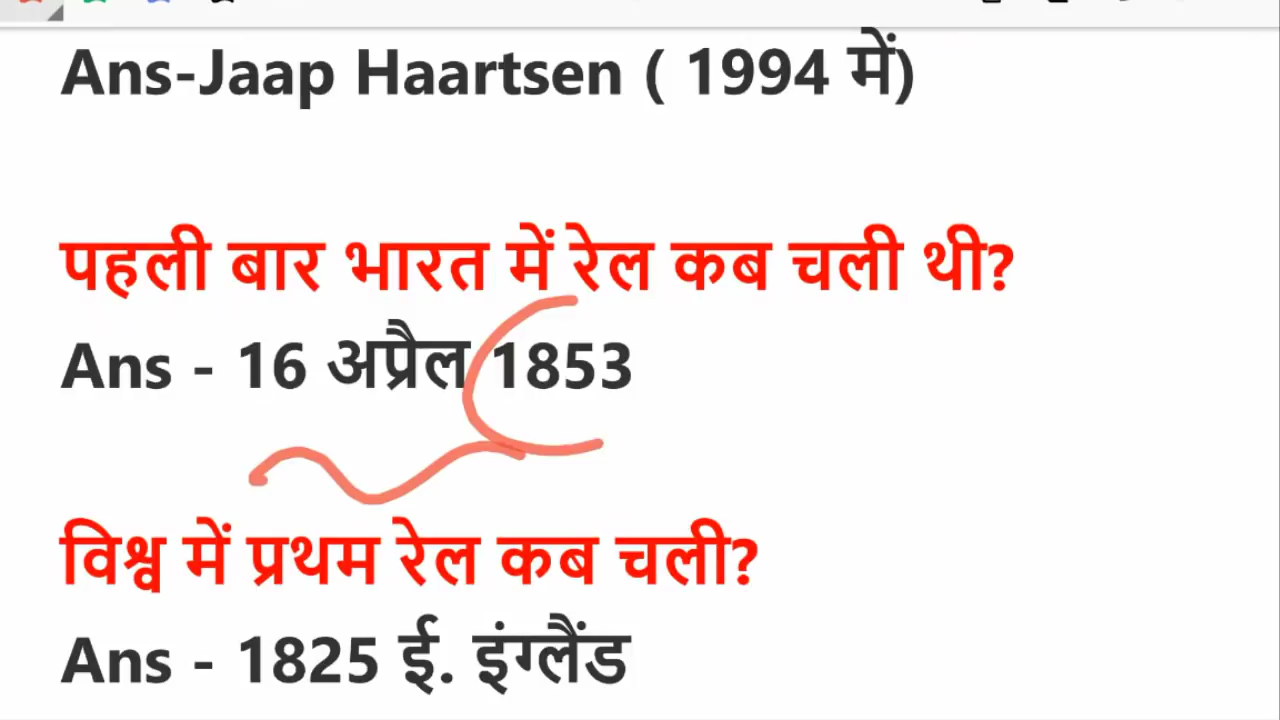 Ans-Jaap Haartsen ( 1994 में)
पहली बार भारत में रेल कब चली थी?
Ans - 16 अप्रैल 1853
विश्व में प्रथम रेल कब चली?
Ans - 1825 ई. इंग्लैंड